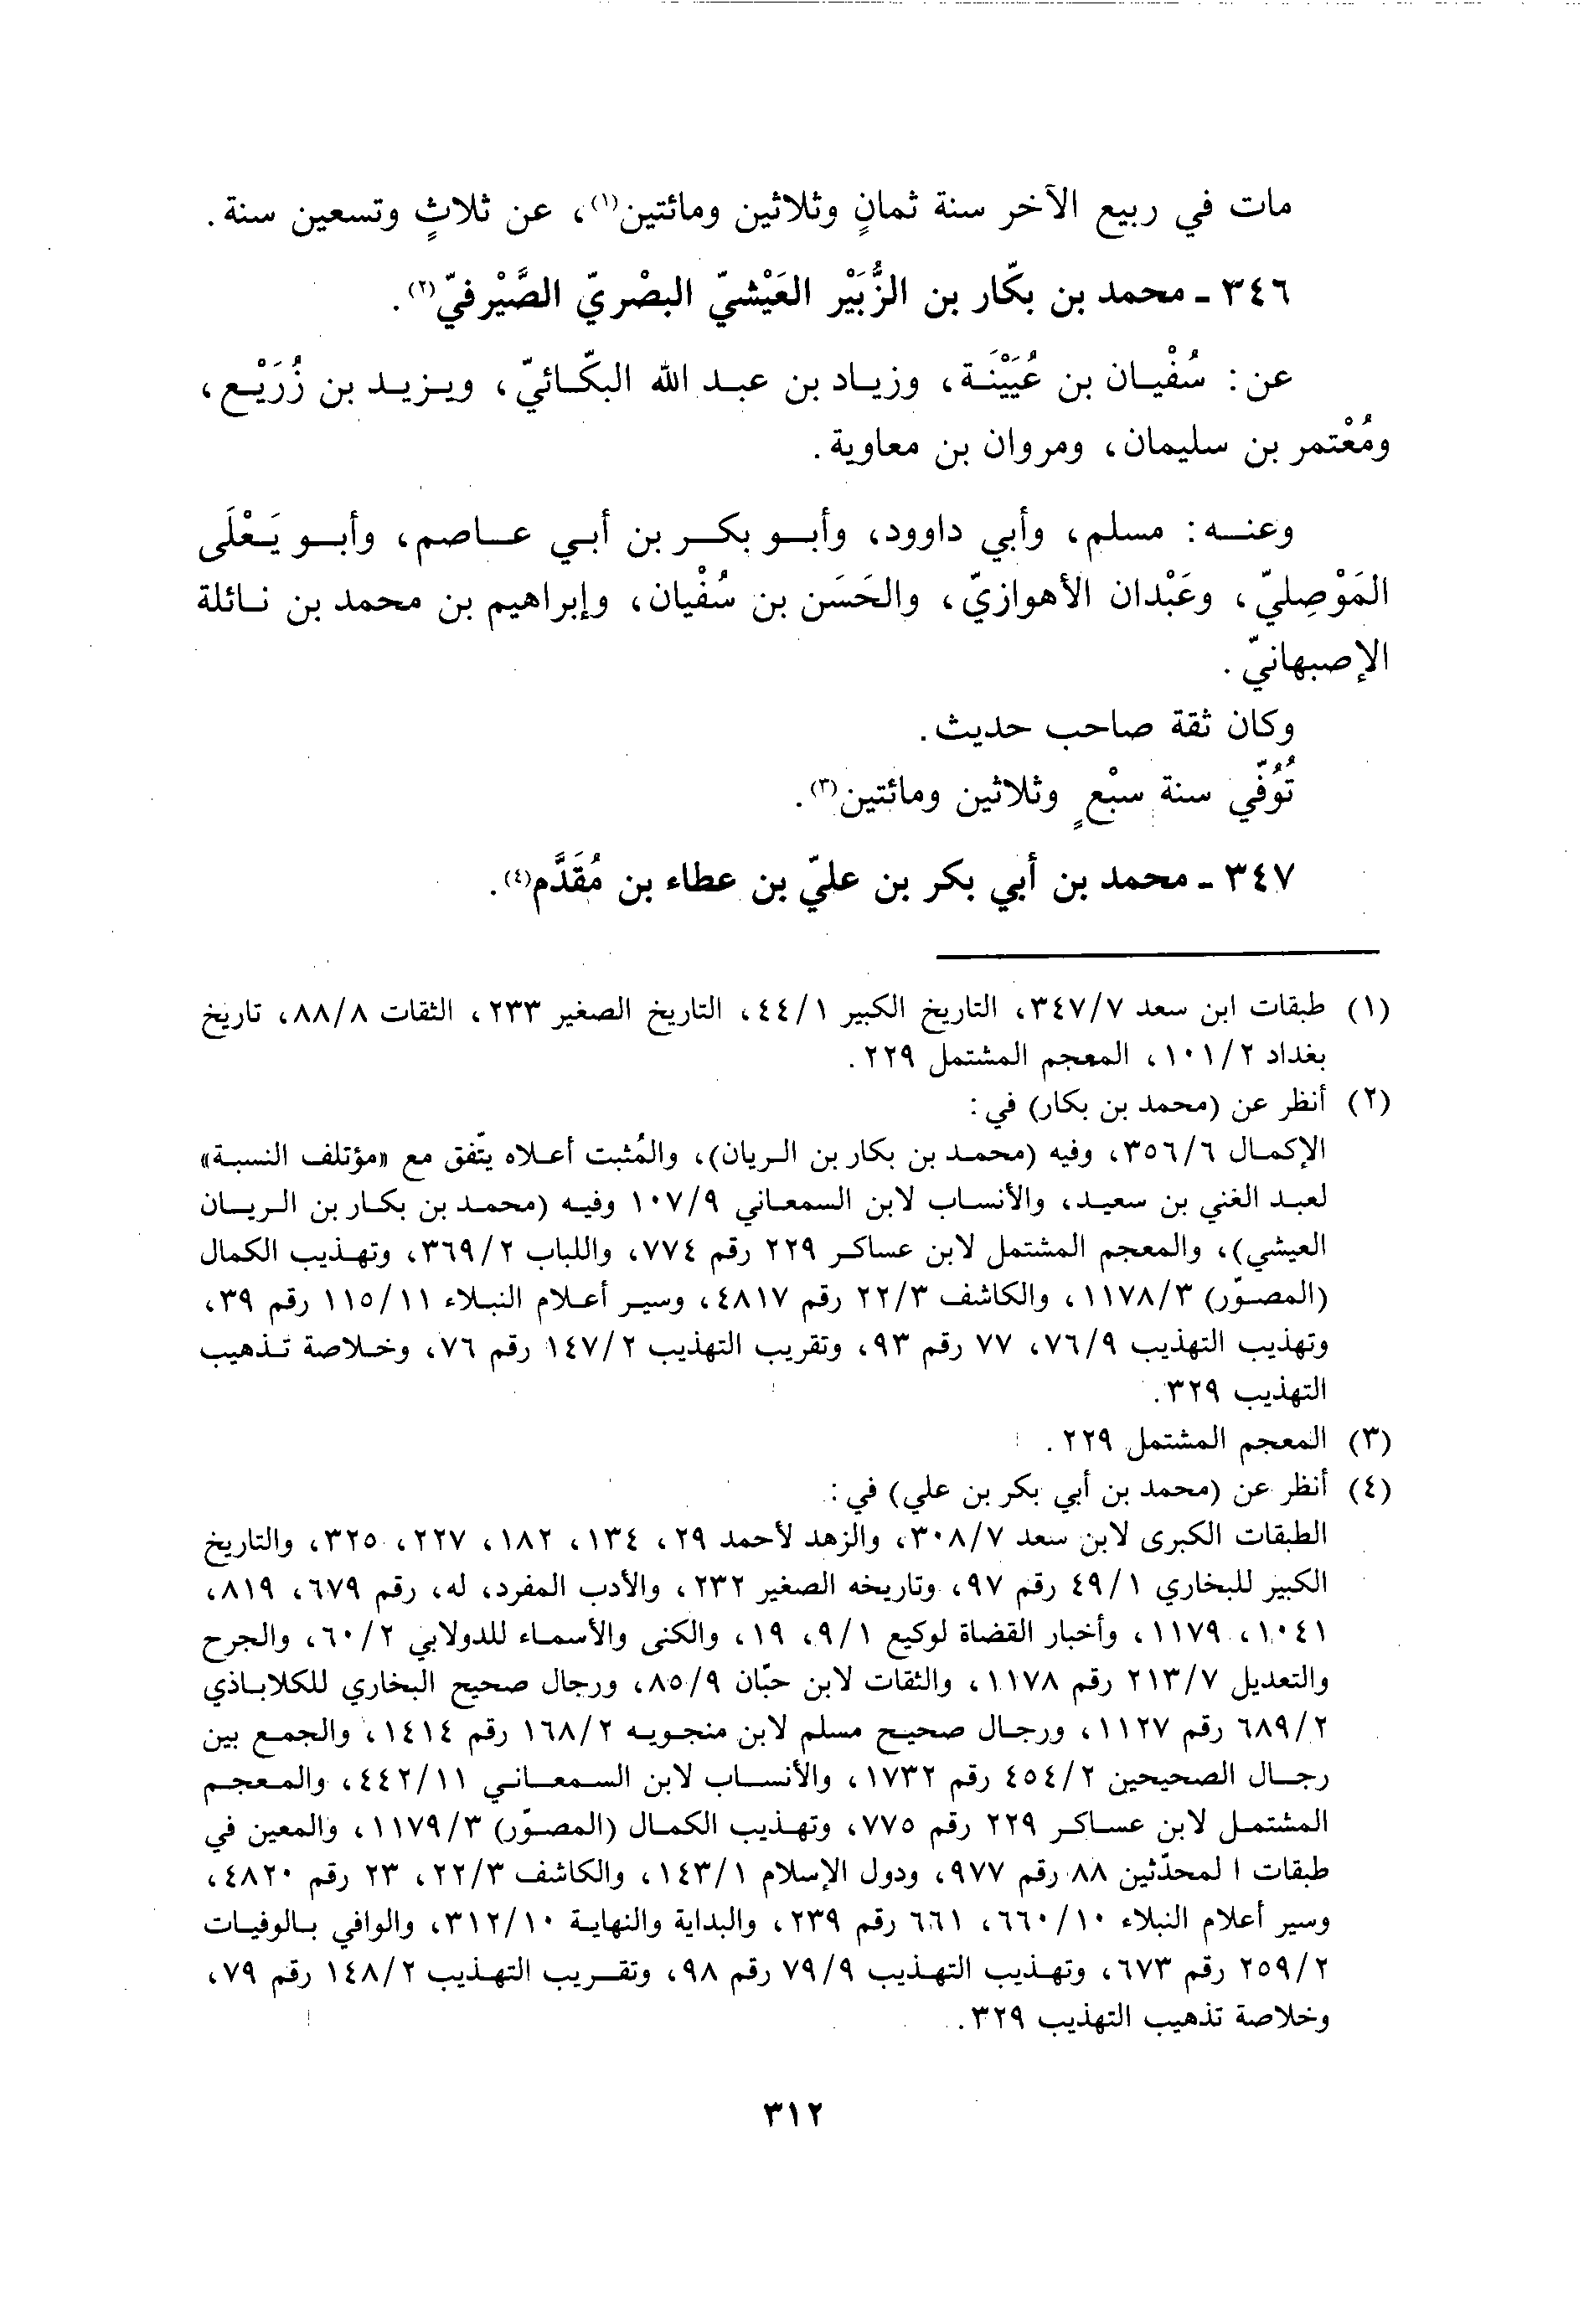 مات في ربيع الآخر سنة ثمانٍ وثلاثين ومائتين(١)، عن ثلاثٍ وتسعين سنة.
٣٤٦ ـ محمد بن بكّار بن الزُّبَيْر العَيْشيّ البصْريّ الصَّيْرفيّ(٢).
عن: سُفْيان بن عُيَيْنَة، وزياد بن عبد الله البكّائيّ، ويزيد بن زُرَيْع،
ومُعْتمر بن سليمان، ومروان بن معاوية.
وعنه: مسلم، وأبي داوود، وأبو بكر بن أبي عاصم، وأبو يَعْلَى
المَوْصِليّ، وعَبْدان الأهوازيّ، والحَسَن بن سُفْيان، وإبراهيم بن محمد بن نائلة
الإصبهانيّ.
وكان ثقة صاحب حديث.
تُوُفّي سنة سبْعٍ وثلاثين ومائتين(٣).
٣٤٧ ـ محمد بن أبي بكر بن عليّ بن عطاء بن مُقَدَّم(٤).
(١) طبقات ابن سعد ٣٤٧/٧، التاريخ الكبير ٤٤/١، التاريخ الصغير ٢٣٣، الثقات ٨٨/٨، تاريخ
بغداد ١٠١/٢، المعجم المشتمل ٢٢٩.
(٢) أنظر عن (محمد بن بكار) في:
الإكمال ٣٥٦/٦، وفيه (محمد بن بكار بن الريان)، والمُثبت أعلاه يتّفق مع «مؤتلف النسبة»
لعبد الغني بن سعيد، والأنساب لابن السمعاني ١٠٧/٩ وفيه (محمد بن بكار بن الريان
العيشي)، والمعجم المشتمل لابن عساكر ٢٢٩ رقم ٧٧٤، واللباب ٣٦٩/٢، وتهذيب الكمال
(المصوّر) ١١٧٨/٣، والكاشف ٢٢/٣ رقم ٤٨١٧، وسير أعلام النبلاء ١١٥/١١ رقم ٣٩،
وتهذيب التهذيب ٧٦/٩، ٧٧ رقم ٩٣، وتقريب التهذيب ١٤٧/٢ رقم ٧٦، وخلاصة تذهيب
التهذيب ٣٢٩.
(٣) المعجم المشتمل ٢٢٩.
(٤) أنظر عن (محمد بن أبي بكر بن علي) في:
الطبقات الكبرى لابن سعد ٣٠٨/٧، والزهد لأحمد ٢٩، ١٣٤، ١٨٢، ٢٢٧، ٣٢٥، والتاريخ
الكبير للبخاري ٤٩/١ رقم ٩٧، وتاريخه الصغير ٢٣٢، والأدب المفرد، له، رقم ٦٧٩، ٨١٩،
١٠٤١، ١١٧٩، وأخبار القضاة لوكيع ٩/١، ١٩، والكنى والأسماء للدولابي ٦٠/٢، والجرح
والتعديل ٢١٣/٧ رقم ١١٧٨، والثقات لابن حبّان ٨٥/٩، ورجال صحيح البخاري للكلاباذي
٦٨٩/٢ رقم ١١٢٧، ورجال صحيح مسلم لابن منجويه ١٦٨/٢ رقم ١٤١٤، والجمع بين
رجال الصحيحين ٤٥٤/٢ رقم ١٧٣٢، والأنساب لابن السمعاني ٤٤٢/١١، والمعجم
المشتمل لابن عساكر ٢٢٩ رقم ٧٧٥، وتهذيب الكمال (المصوّر) ١١٧٩/٣، والمعين في
طبقات ا لمحدّثين ٨٨ رقم ٩٧٧، ودول الإسلام ١٤٣/١، والكاشف ٢٢/٣، ٢٣ رقم ٤٨٢٠،
وسير أعلام النبلاء ٦٦٠/١٠، ٦٦١ رقم ٢٣٩، والبداية والنهاية ٣١٢/١٠، والوافي بالوفيات
٢٥٩/٢ رقم ٦٧٣، وتهذيب التهذيب ٧٩/٩ رقم ٩٨، وتقريب التهذيب ١٤٨/٢ رقم ٧٩،
وخلاصة تذهيب التهذيب ٣٢٩.
٣١٢